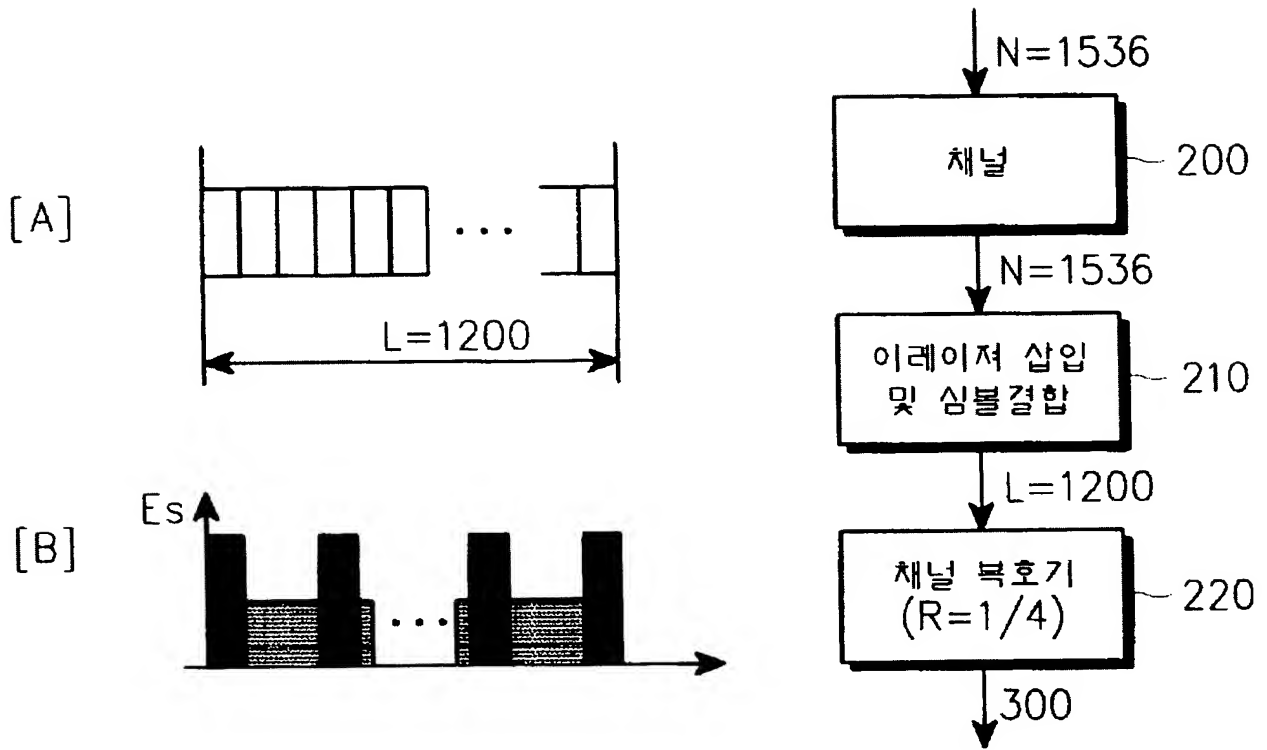 [A]
L=1200
[B]
Es
N=1536
채널
200
N=1536
이레이져 삽입
및 심볼결합
210
L=1200
채널 복호기
(R=1/4)
220
300